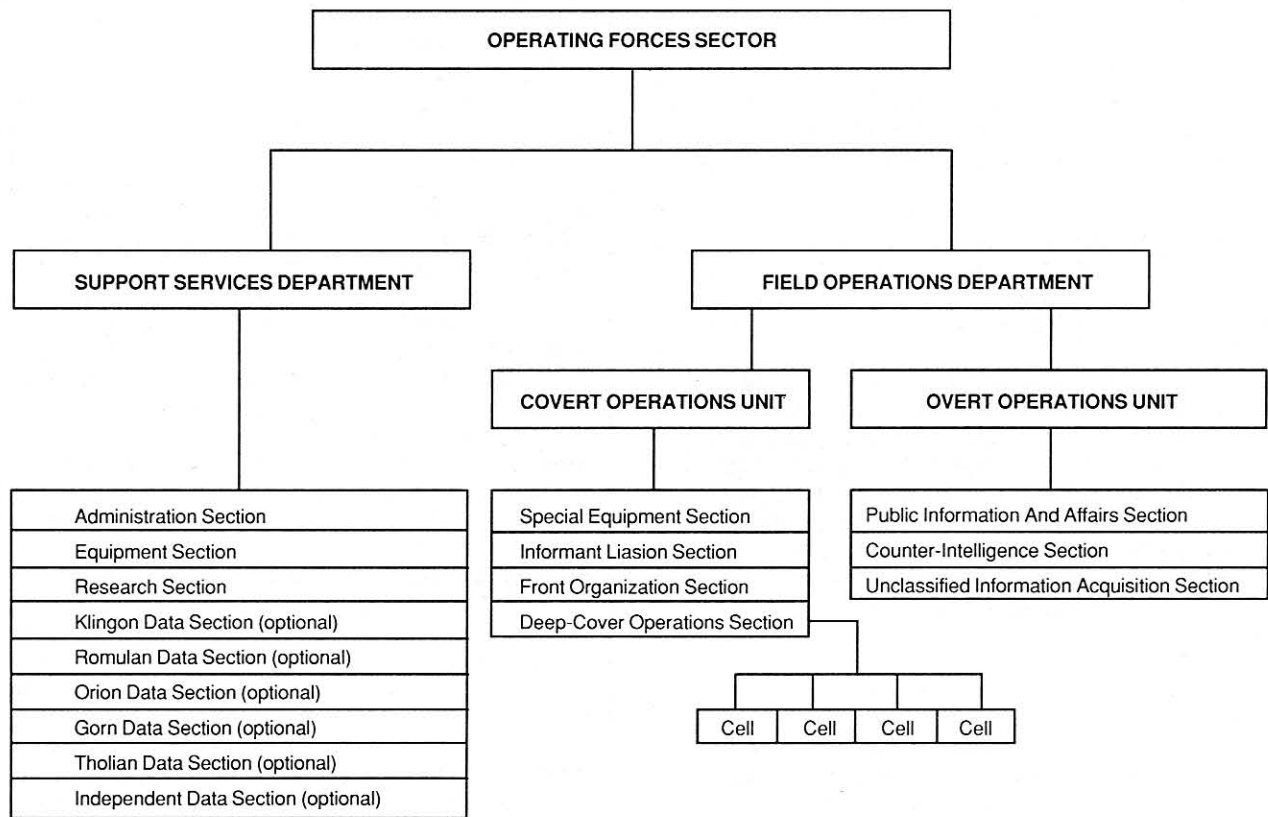 OPERATING FORCES SECTOR
SUPPORT SERVICES DEPARTMENT
FIELD OPERATIONS DEPARTMENT
COVERT OPERATIONS UNIT
OVERT OPERATIONS UNIT
Administration Section
Equipment Section
Research Section
Klingon Data Section (optional)
Romulan Data Section (optional)
Orion Data Section (optional)
Gorn Data Section (optional)
Tholian Data Section (optional)
Independent Data Section (optional)
Special Equipment Section
Informant Liasion Section
Front Organization Section
Deep-Cover Operations Section
Cell
Cell
Cell
Cell
Public Information And Affairs Section
Counter-Intelligence Section
Unclassified Information Acquisition Section